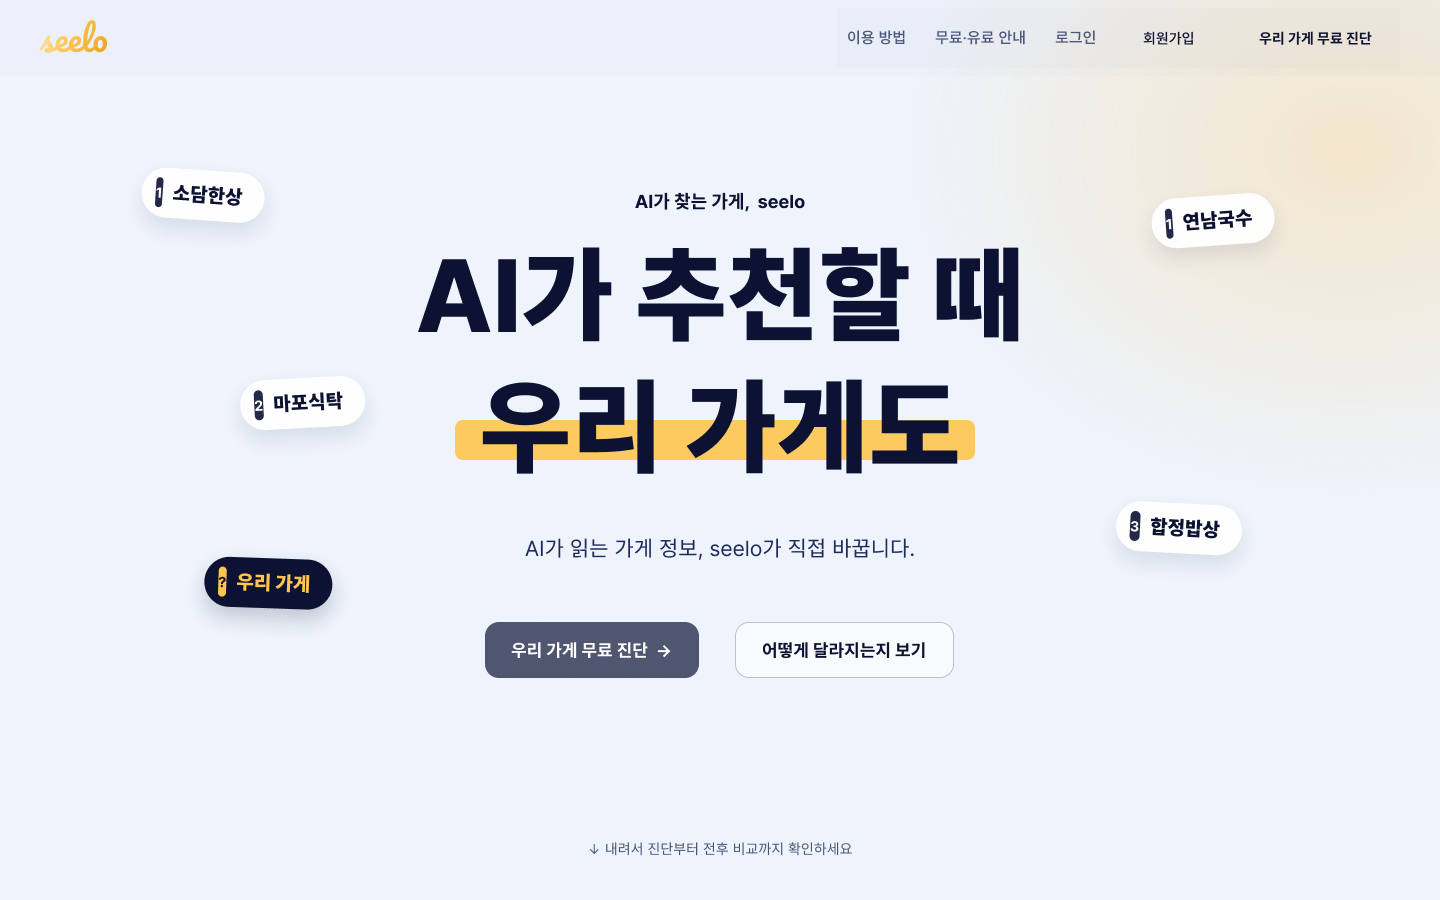 seelo
이용 방법
무료·유료 안내
로그인
회원가입
우리 가게 무료 진단
1 소담한상
AI가 찾는 가게, seelo
1 연남국수
AI가 추천할 때
우리 가게도
2 마포식탁
3 합정밥상
AI가 읽는 가게 정보, seelo가 직접 바꿉니다.
? 우리 가게
우리 가게 무료 진단 →
어떻게 달라지는지 보기
↓ 내려서 진단부터 전후 비교까지 확인하세요